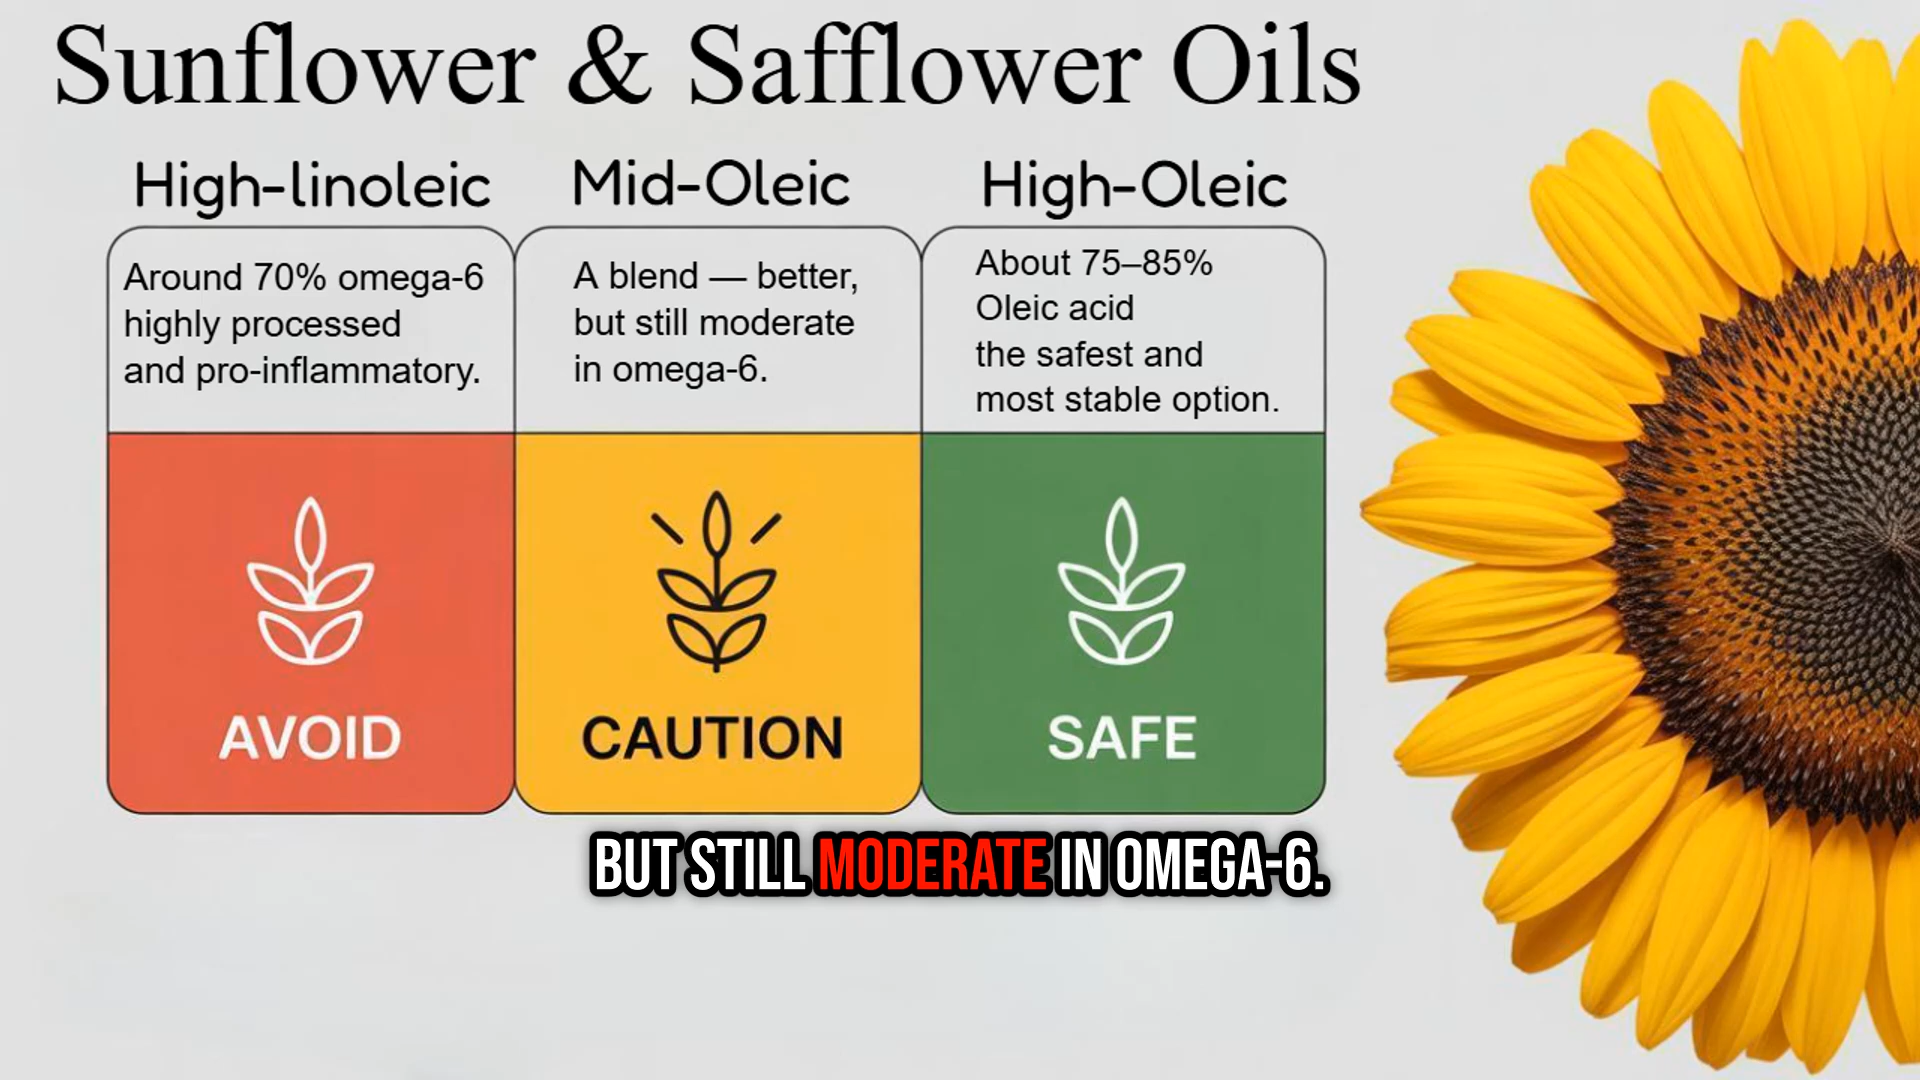 Sunflower & Safflower Oils
High-linoleic
Around 70% omega-6
highly processed
and pro-inflammatory.
AVOID
Mid-Oleic
A blend — better,
but still moderate
in omega-6.
CAUTION
High-Oleic
About 75–85%
Oleic acid
the safest and
most stable option.
SAFE
BUT STILL MODERATE IN OMEGA-6.